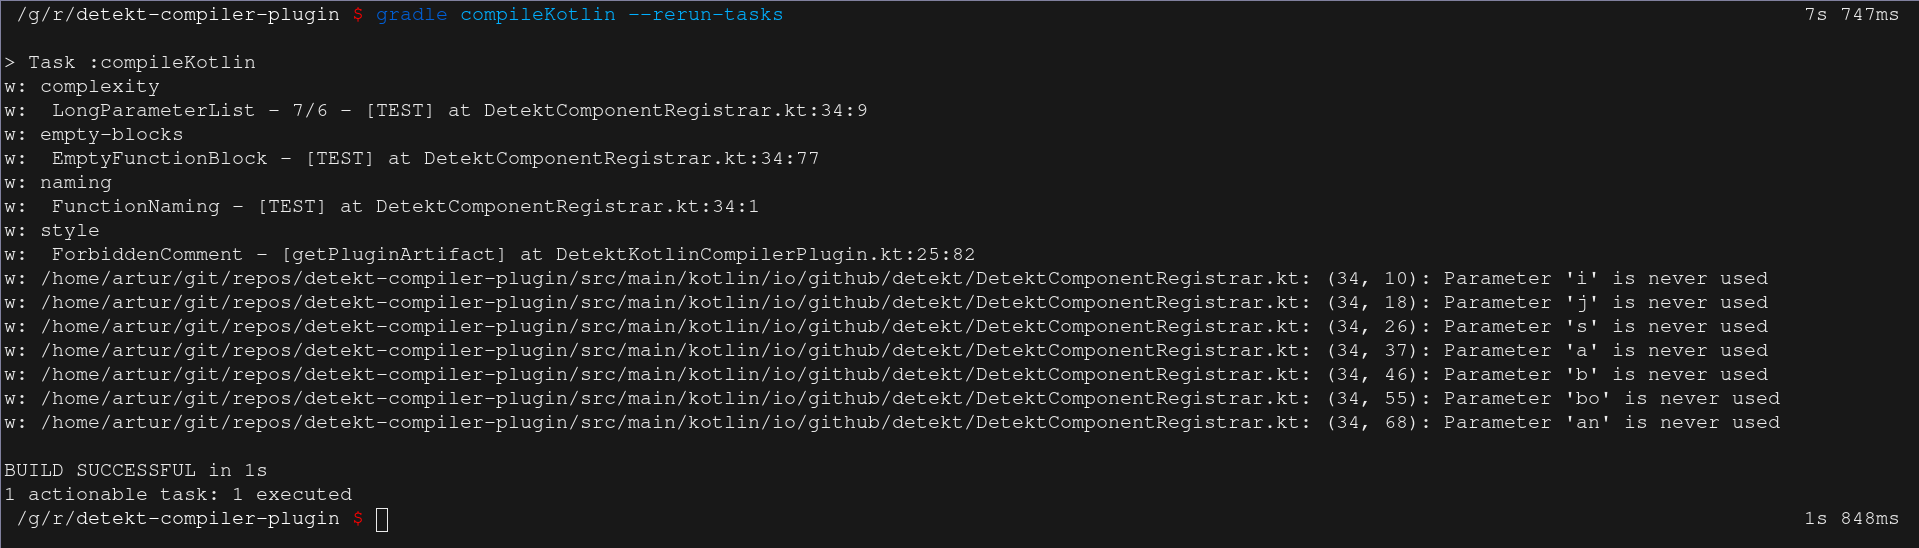 /g/r/detekt-compiler-plugin $ gradle compileKotlin --rerun-tasks 7s 747ms
> Task :compileKotlin
w: complexity
w:  LongParameterList - 7/6 - [TEST] at DetektComponentRegistrar.kt:34:9
w: empty-blocks
w:  EmptyFunctionBlock - [TEST] at DetektComponentRegistrar.kt:34:77
w: naming
w:  FunctionNaming - [TEST] at DetektComponentRegistrar.kt:34:1
w: style
w:  ForbiddenComment - [getPluginArtifact] at DetektKotlinCompilerPlugin.kt:25:82
w: /home/artur/git/repos/detekt-compiler-plugin/src/main/kotlin/io/github/detekt/DetektComponentRegistrar.kt: (34, 10): Parameter 'i' is never used
w: /home/artur/git/repos/detekt-compiler-plugin/src/main/kotlin/io/github/detekt/DetektComponentRegistrar.kt: (34, 18): Parameter 'j' is never used
w: /home/artur/git/repos/detekt-compiler-plugin/src/main/kotlin/io/github/detekt/DetektComponentRegistrar.kt: (34, 26): Parameter 's' is never used
w: /home/artur/git/repos/detekt-compiler-plugin/src/main/kotlin/io/github/detekt/DetektComponentRegistrar.kt: (34, 37): Parameter 'a' is never used
w: /home/artur/git/repos/detekt-compiler-plugin/src/main/kotlin/io/github/detekt/DetektComponentRegistrar.kt: (34, 46): Parameter 'b' is never used
w: /home/artur/git/repos/detekt-compiler-plugin/src/main/kotlin/io/github/detekt/DetektComponentRegistrar.kt: (34, 55): Parameter 'bo' is never used
w: /home/artur/git/repos/detekt-compiler-plugin/src/main/kotlin/io/github/detekt/DetektComponentRegistrar.kt: (34, 68): Parameter 'an' is never used
BUILD SUCCESSFUL in 1s
1 actionable task: 1 executed
/g/r/detekt-compiler-plugin $ 1s 848ms